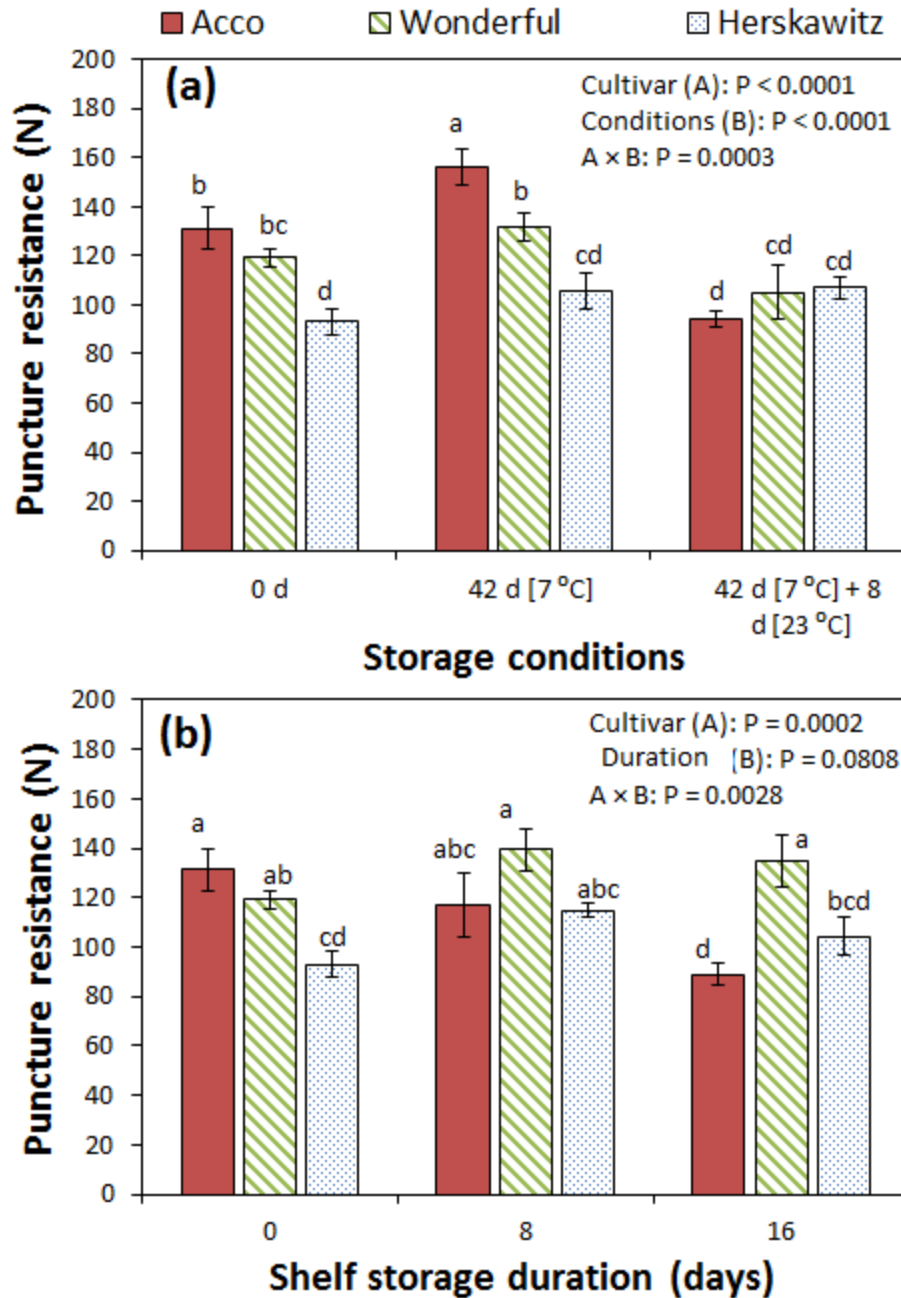 Acco Wonderful Herskawitz
(a)
Cultivar (A): P < 0.0001
Conditions (B): P < 0.0001
A × B: P = 0.0003
Puncture resistance (N)
200
180
160
140
120
100
80
60
40
20
0
b
bc
d
a
b
cd
d
cd
cd
0 d
42 d [7 °C]
42 d [7 °C] + 8
d [23 °C]
Storage conditions
(b)
Cultivar (A): P = 0.0002
Duration (B): P = 0.0808
A × B: P = 0.0028
Puncture resistance (N)
200
180
160
140
120
100
80
60
40
20
0
a
ab
cd
abc
a
abc
d
a
bcd
0
8
16
Shelf storage duration (days)